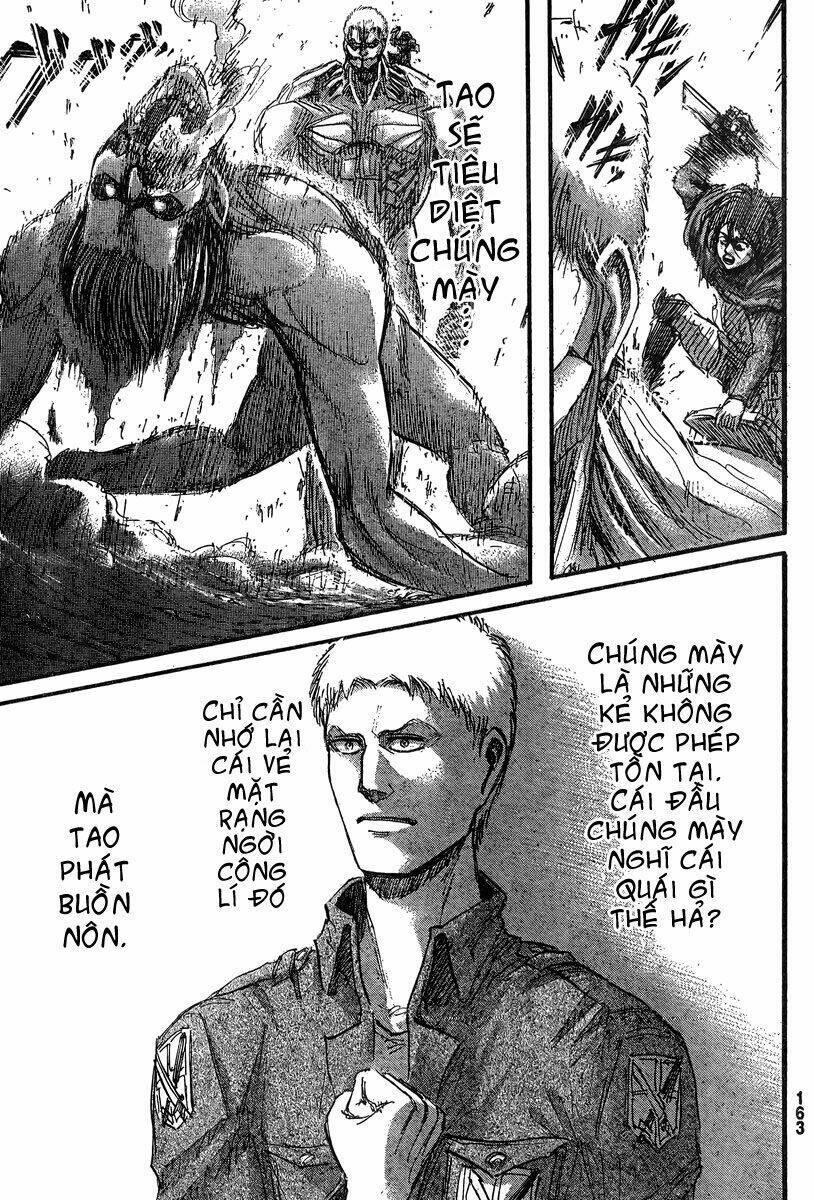 TAO
SẼ
TIÊU
DIỆT
CHÚNG
MÀY...
CHÚNG MÀY
LÀ NHỮNG
KẺ KHÔNG
ĐƯỢC PHÉP
TỒN TẠI.
CÁI ĐẦU
CHÚNG MÀY
NGHĨ CÁI
QUÁI GÌ
THẾ HẢ?
CHỈ CẦN
NHỚ LẠI
CÁI VẺ
MẶT
RẠNG
NGỜI
CÔNG
LÍ ĐÓ
MÀ
TAO
PHÁT
BUỒN
NÔN.
163